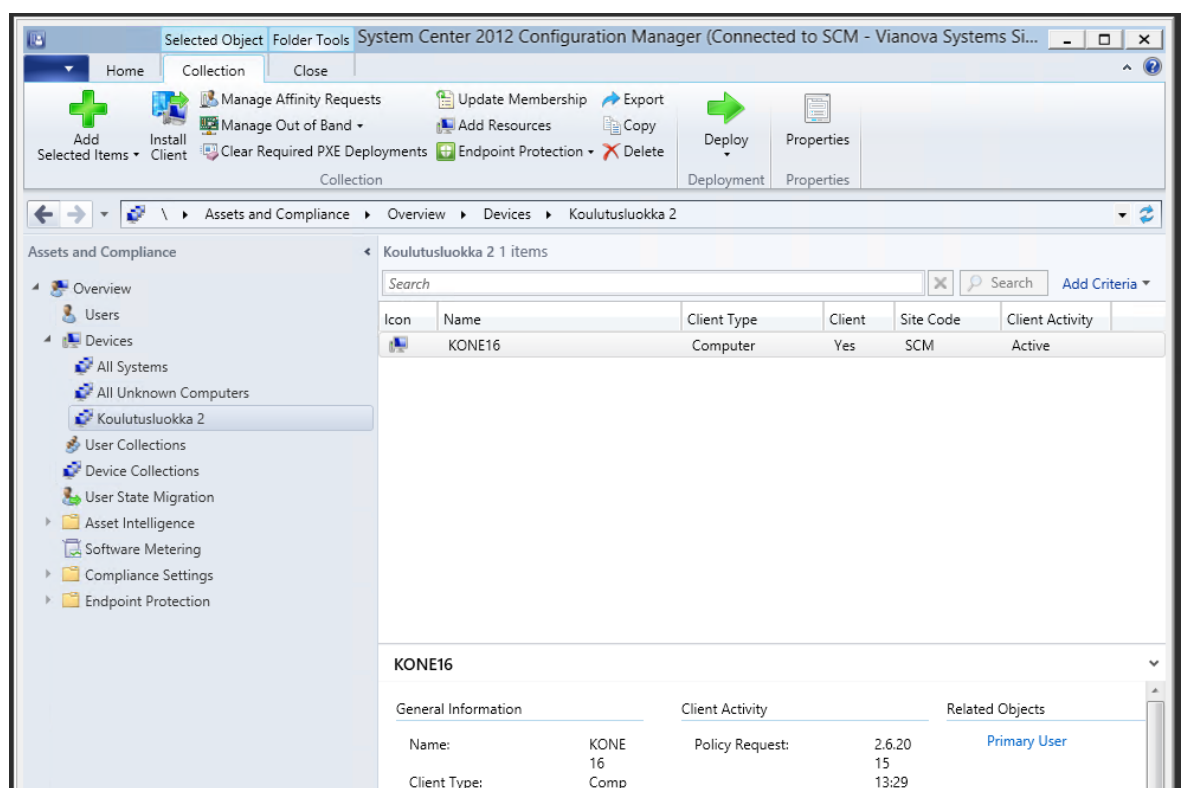 Selected Object Folder Tools System Center 2012 Configuration Manager (Connected to SCM - Vianova Systems Si...
Home Collection Close
Add Selected Items
Install Client
Manage Affinity Requests
Manage Out of Band
Clear Required PXE Deployments
Update Membership
Add Resources
Endpoint Protection
Export
Copy
Delete
Deploy
Properties
Collection
Deployment
Properties
\ Assets and Compliance Overview Devices Koulutusluokka 2
Assets and Compliance
Overview
Users
Devices
All Systems
All Unknown Computers
Koulutusluokka 2
User Collections
Device Collections
User State Migration
Asset Intelligence
Software Metering
Compliance Settings
Endpoint Protection
Koulutusluokka 2 1 items
Search Search Add Criteria
Icon Name Client Type Client Site Code Client Activity
KONE16 Computer Yes SCM Active
KONE16
General Information
Name: KONE
16
Client Type: Comp
Client Activity
Policy Request: 2.6.20
15
13:29
Related Objects
Primary User